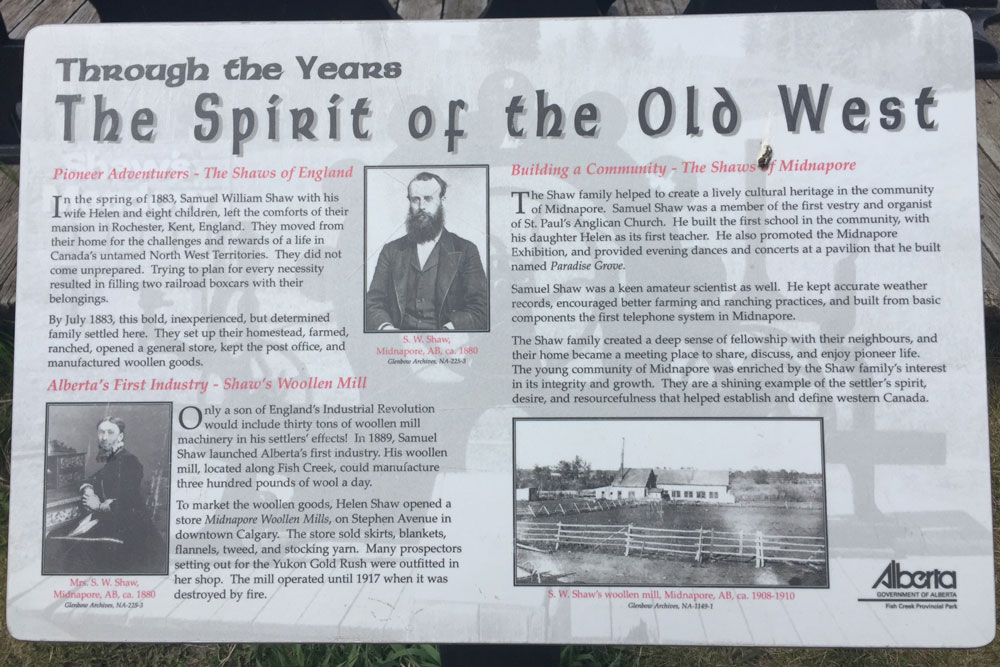 Through the Years
The Spirit of the Old West
Pioneer Adventurers - The Shaws of England
In the spring of 1883, Samuel William Shaw with his
wife Helen and eight children, left the comforts of their
mansion in Rochester, Kent, England. They moved from
their home for the challenges and rewards of a life in
Canada's untamed North West Territories. They did not
come unprepared. Trying to plan for every necessity
resulted in filling two railroad boxcars with their
belongings.
By July 1883, this bold, inexperienced, but determined
family settled here. They set up their homestead, farmed,
ranched, opened a general store, kept the post office, and
manufactured woollen goods.
S. W. Shaw,
Midnapore, AB, ca. 1880
Glenbow Archives, NA-225-3
Alberta's First Industry - Shaw's Woollen Mill
Only a son of England's Industrial Revolution
would include thirty tons of woollen mill
machinery in his settlers' effects! In 1889, Samuel
Shaw launched Alberta's first industry. His woollen
mill, located along Fish Creek, could manufacture
three hundred pounds of wool a day.
To market the woollen goods, Helen Shaw opened a
store Midnapore Woollen Mills, on Stephen Avenue in
downtown Calgary. The store sold skirts, blankets,
flannels, tweed, and stocking yarn. Many prospectors
setting out for the Yukon Gold Rush were outfitted in
her shop. The mill operated until 1917 when it was
destroyed by fire.
Mrs. S. W. Shaw,
Midnapore, AB, ca. 1880
Glenbow Archives, NA-225-3
Building a Community - The Shaws of Midnapore
The Shaw family helped to create a lively cultural heritage in the community
of Midnapore. Samuel Shaw was a member of the first vestry and organist
of St. Paul's Anglican Church. He built the first school in the community, with
his daughter Helen as its first teacher. He also promoted the Midnapore
Exhibition, and provided evening dances and concerts at a pavilion that he built
named Paradise Grove.
Samuel Shaw was a keen amateur scientist as well. He kept accurate weather
records, encouraged better farming and ranching practices, and built from basic
components the first telephone system in Midnapore.
The Shaw family created a deep sense of fellowship with their neighbours, and
their home became a meeting place to share, discuss, and enjoy pioneer life.
The young community of Midnapore was enriched by the Shaw family's interest
in its integrity and growth. They are a shining example of the settler's spirit,
desire, and resourcefulness that helped establish and define western Canada.
S. W. Shaw's woollen mill, Midnapore, AB, ca. 1908-1910
Glenbow Archives, NA-1149-1
Alberta
GOVERNMENT OF ALBERTA
Fish Creek Provincial Park